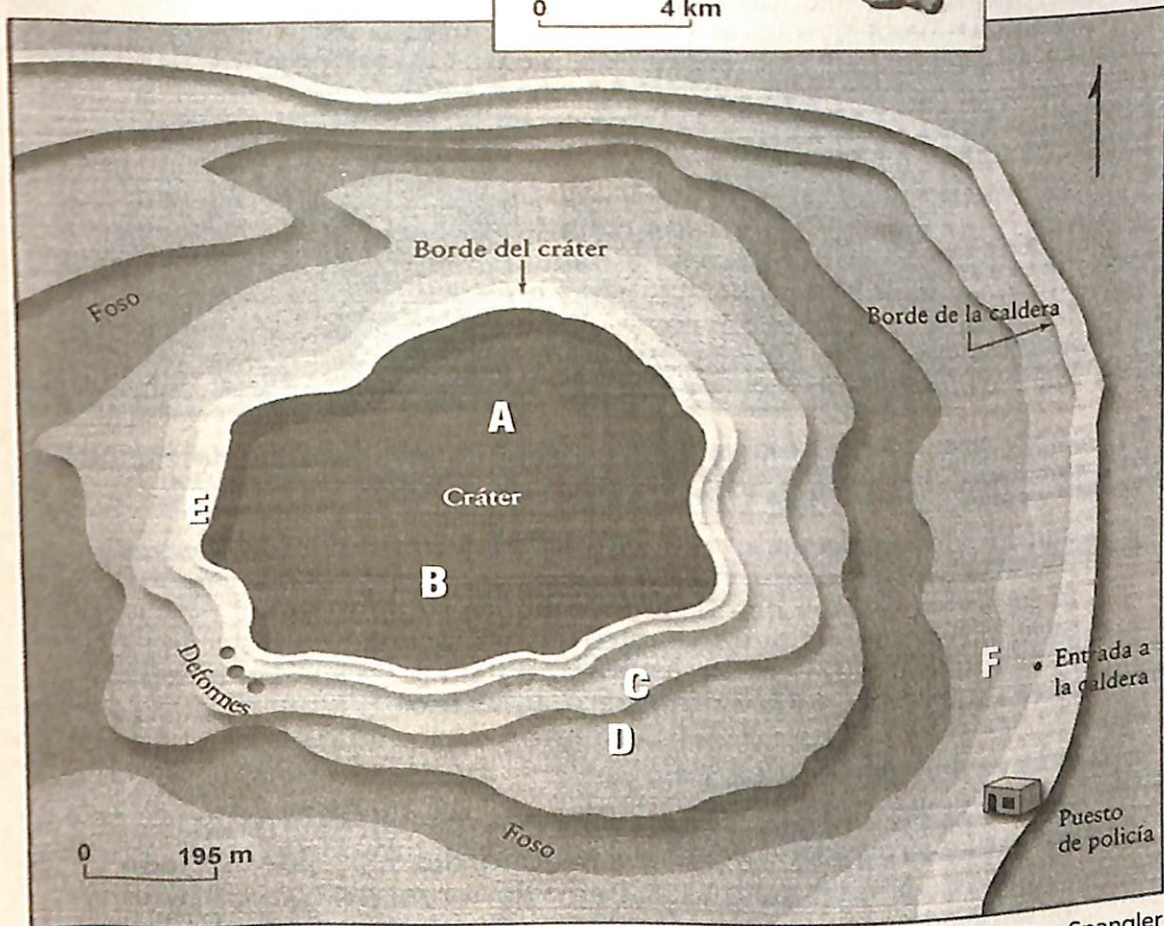 0 4 km
Borde del cráter
Foso
Borde de la caldera
A
Cráter
E
B
Deformes
C
F
Entrada a
la caldera
D
Puesto
de policía
Foso
0 195 m
Spangler